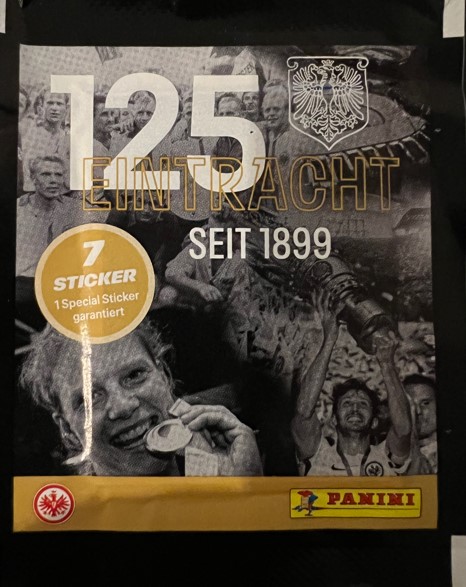 125
EINTRACHT
SEIT 1899
7
STICKER
1 Special Sticker
garantiert
PANINI